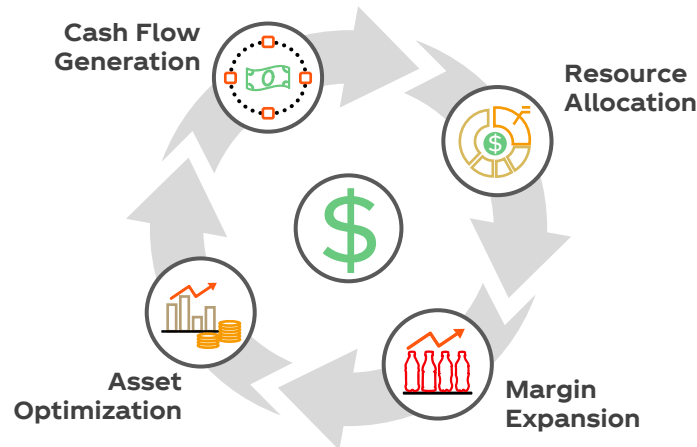 Cash Flow
Generation
Resource
Allocation
$
$
Asset
Optimization
Margin
Expansion